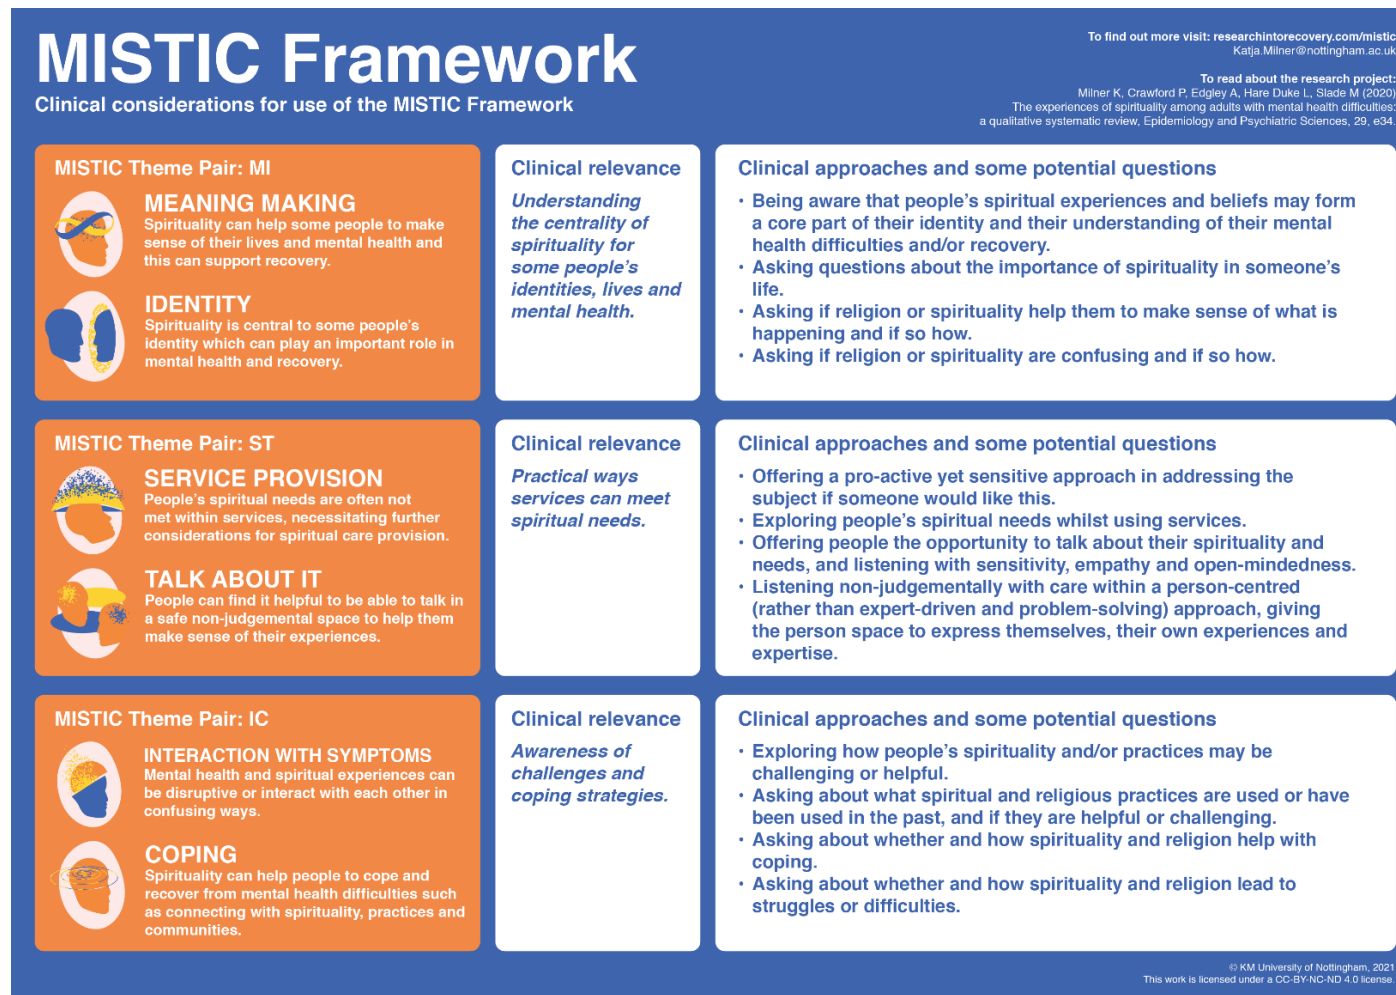 MISTIC Framework
Clinical considerations for use of the MISTIC Framework
To find out more visit: researchintorecovery.com/mistic
Katja.Milner@nottingham.ac.uk
To read about the research project:
Milner K, Crawford P, Edgley A, Hare Duke L, Slade M (2020)
The experiences of spirituality among adults with mental health difficulties:
a qualitative systematic review, Epidemiology and Psychiatric Sciences, 29, e34.
MISTIC Theme Pair: MI
MEANING MAKING
Spirituality can help some people to make
sense of their lives and mental health and
this can support recovery.
IDENTITY
Spirituality is central to some people's
identity which can play an important role in
mental health and recovery.
Clinical relevance
Understanding
the centrality of
spirituality for
some people's
identities, lives and
mental health.
Clinical approaches and some potential questions
• Being aware that people's spiritual experiences and beliefs may form
a core part of their identity and their understanding of their mental
health difficulties and/or recovery.
• Asking questions about the importance of spirituality in someone's
life.
• Asking if religion or spirituality help them to make sense of what is
happening and if so how.
• Asking if religion or spirituality are confusing and if so how.
MISTIC Theme Pair: ST
SERVICE PROVISION
People's spiritual needs are often not
met within services, necessitating further
considerations for spiritual care provision.
TALK ABOUT IT
People can find it helpful to be able to talk in
a safe non-judgemental space to help them
make sense of their experiences.
Clinical relevance
Practical ways
services can meet
spiritual needs.
Clinical approaches and some potential questions
• Offering a pro-active yet sensitive approach in addressing the
subject if someone would like this.
• Exploring people's spiritual needs whilst using services.
• Offering people the opportunity to talk about their spirituality and
needs, and listening with sensitivity, empathy and open-mindedness.
• Listening non-judgementally with care within a person-centred
(rather than expert-driven and problem-solving) approach, giving
the person space to express themselves, their own experiences and
expertise.
MISTIC Theme Pair: IC
INTERACTION WITH SYMPTOMS
Mental health and spiritual experiences can
be disruptive or interact with each other in
confusing ways.
COPING
Spirituality can help people to cope and
recover from mental health difficulties such
as connecting with spirituality, practices and
communities.
Clinical relevance
Awareness of
challenges and
coping strategies.
Clinical approaches and some potential questions
• Exploring how people's spirituality and/or practices may be
challenging or helpful.
• Asking about what spiritual and religious practices are used or have
been used in the past, and if they are helpful or challenging.
• Asking about whether and how spirituality and religion help with
coping.
• Asking about whether and how spirituality and religion lead to
struggles or difficulties.
© KM University of Nottingham, 2021
This work is licensed under a CC-BY-NC-ND 4.0 license.